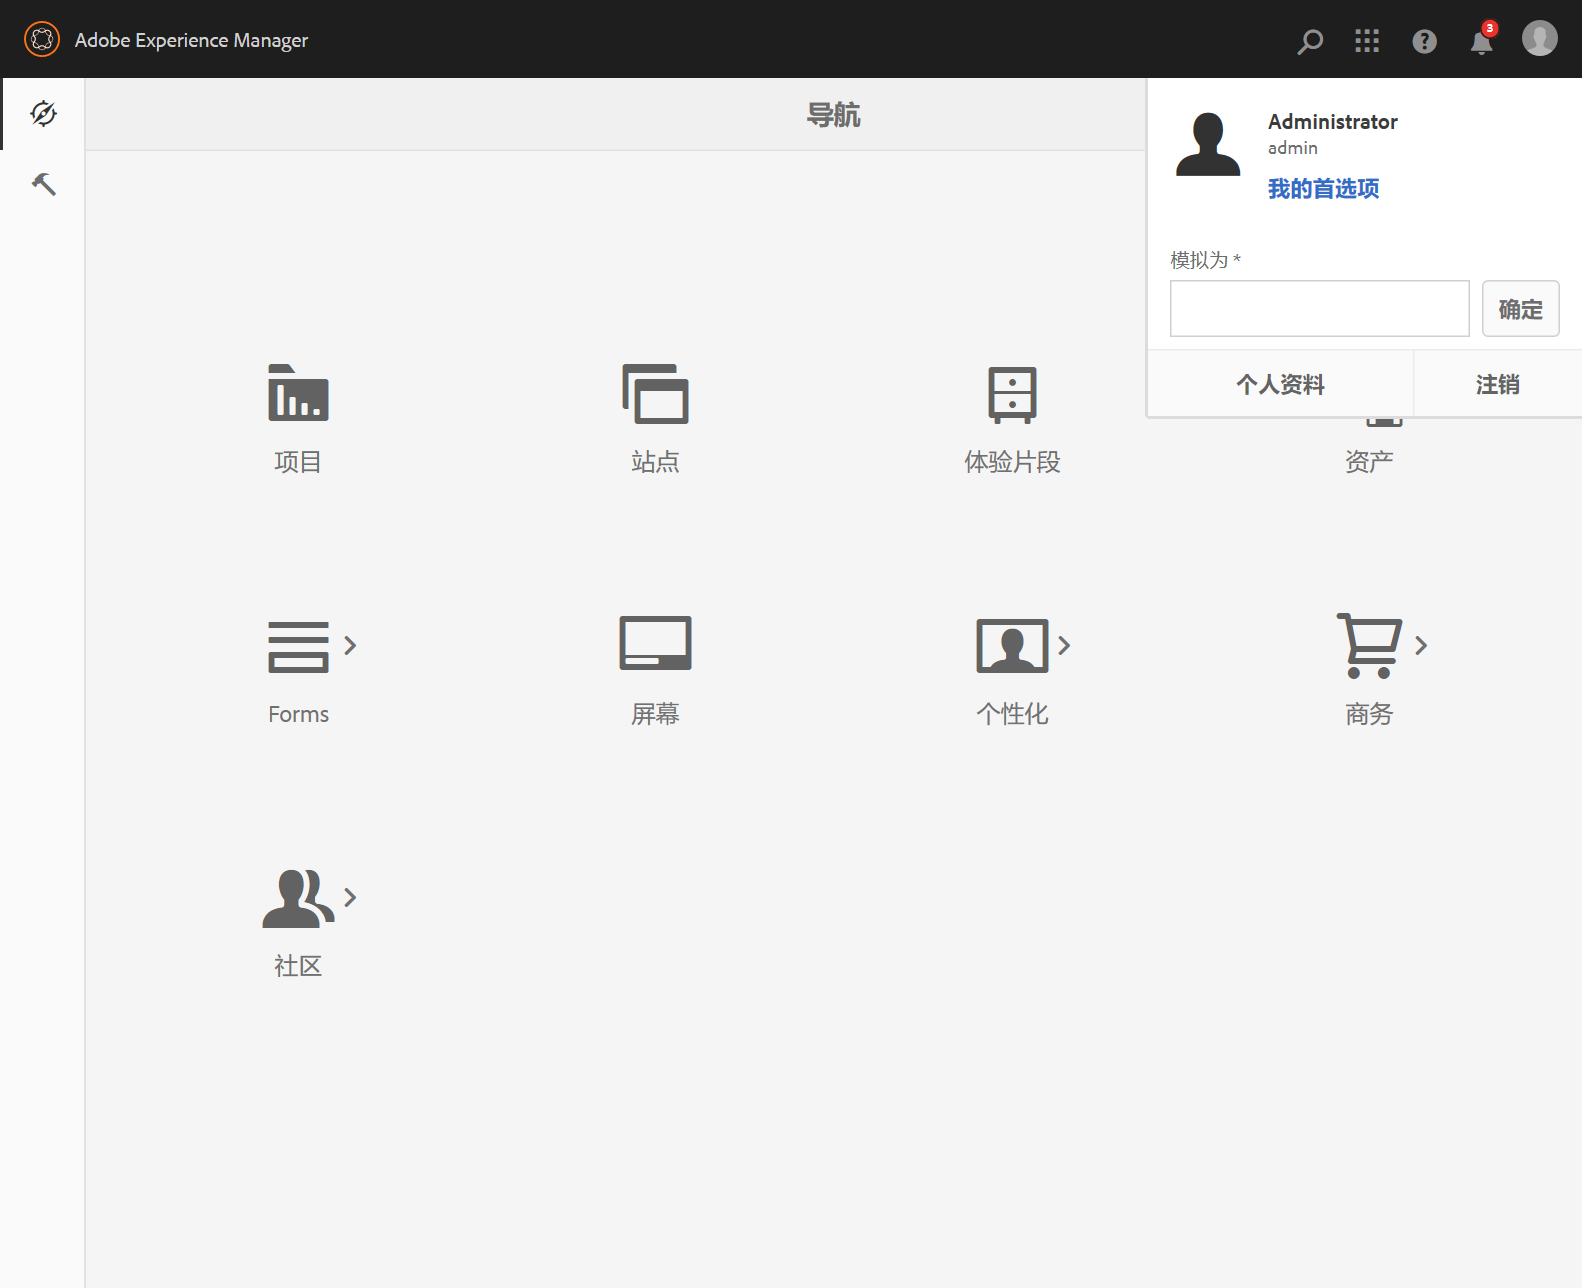 Adobe Experience Manager
3
导航
Administrator
admin
我的首选项
模拟为 *
确定
个人资料
注销
项目
站点
体验片段
资产
Forms
屏幕
个性化
商务
社区